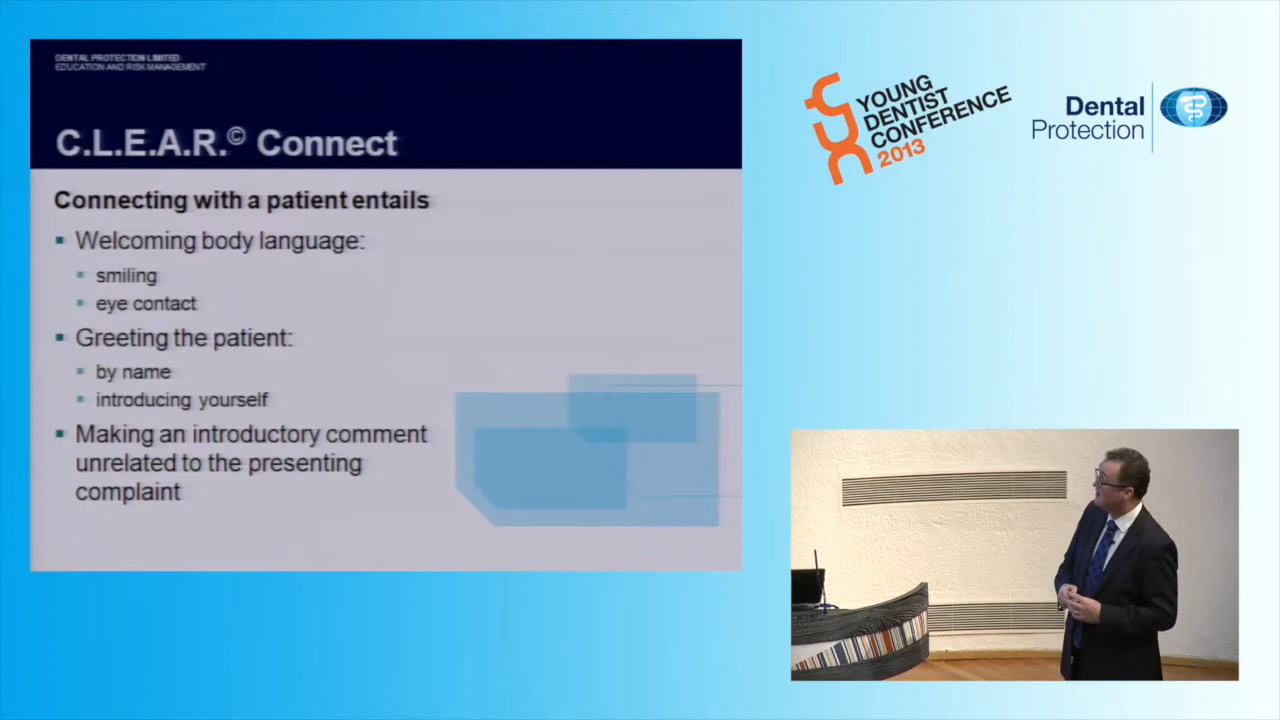 DENTAL PROTECTION LIMITED
EDUCATION AND RISK MANAGEMENT
C.L.E.A.R.© Connect
Connecting with a patient entails
Welcoming body language:
smiling
eye contact
Greeting the patient:
by name
introducing yourself
Making an introductory comment
unrelated to the presenting
complaint
YOUNG
DENTIST
CONFERENCE
2013
Dental
Protection